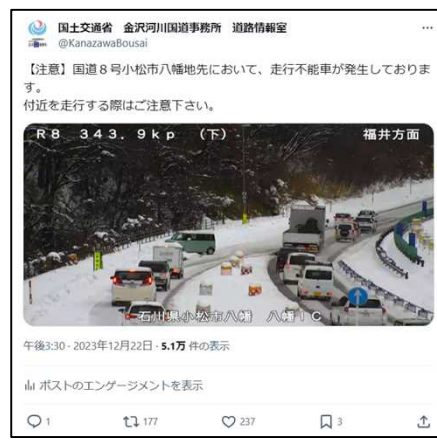 国土交通省 金沢河川国道事務所 道路情報室
@KanazawaBousai
【注意】国道8号小松市八幡地先において、走行不能車が発生しておりま
す。
付近を走行する際はご注意下さい。
R8 343.9kp (下) 福井方面
石川県小松市八幡 八幡IC
午後3:30・2023年12月22日・5.1万 件の表示
ポストのエンゲージメントを表示
1 177 237 3